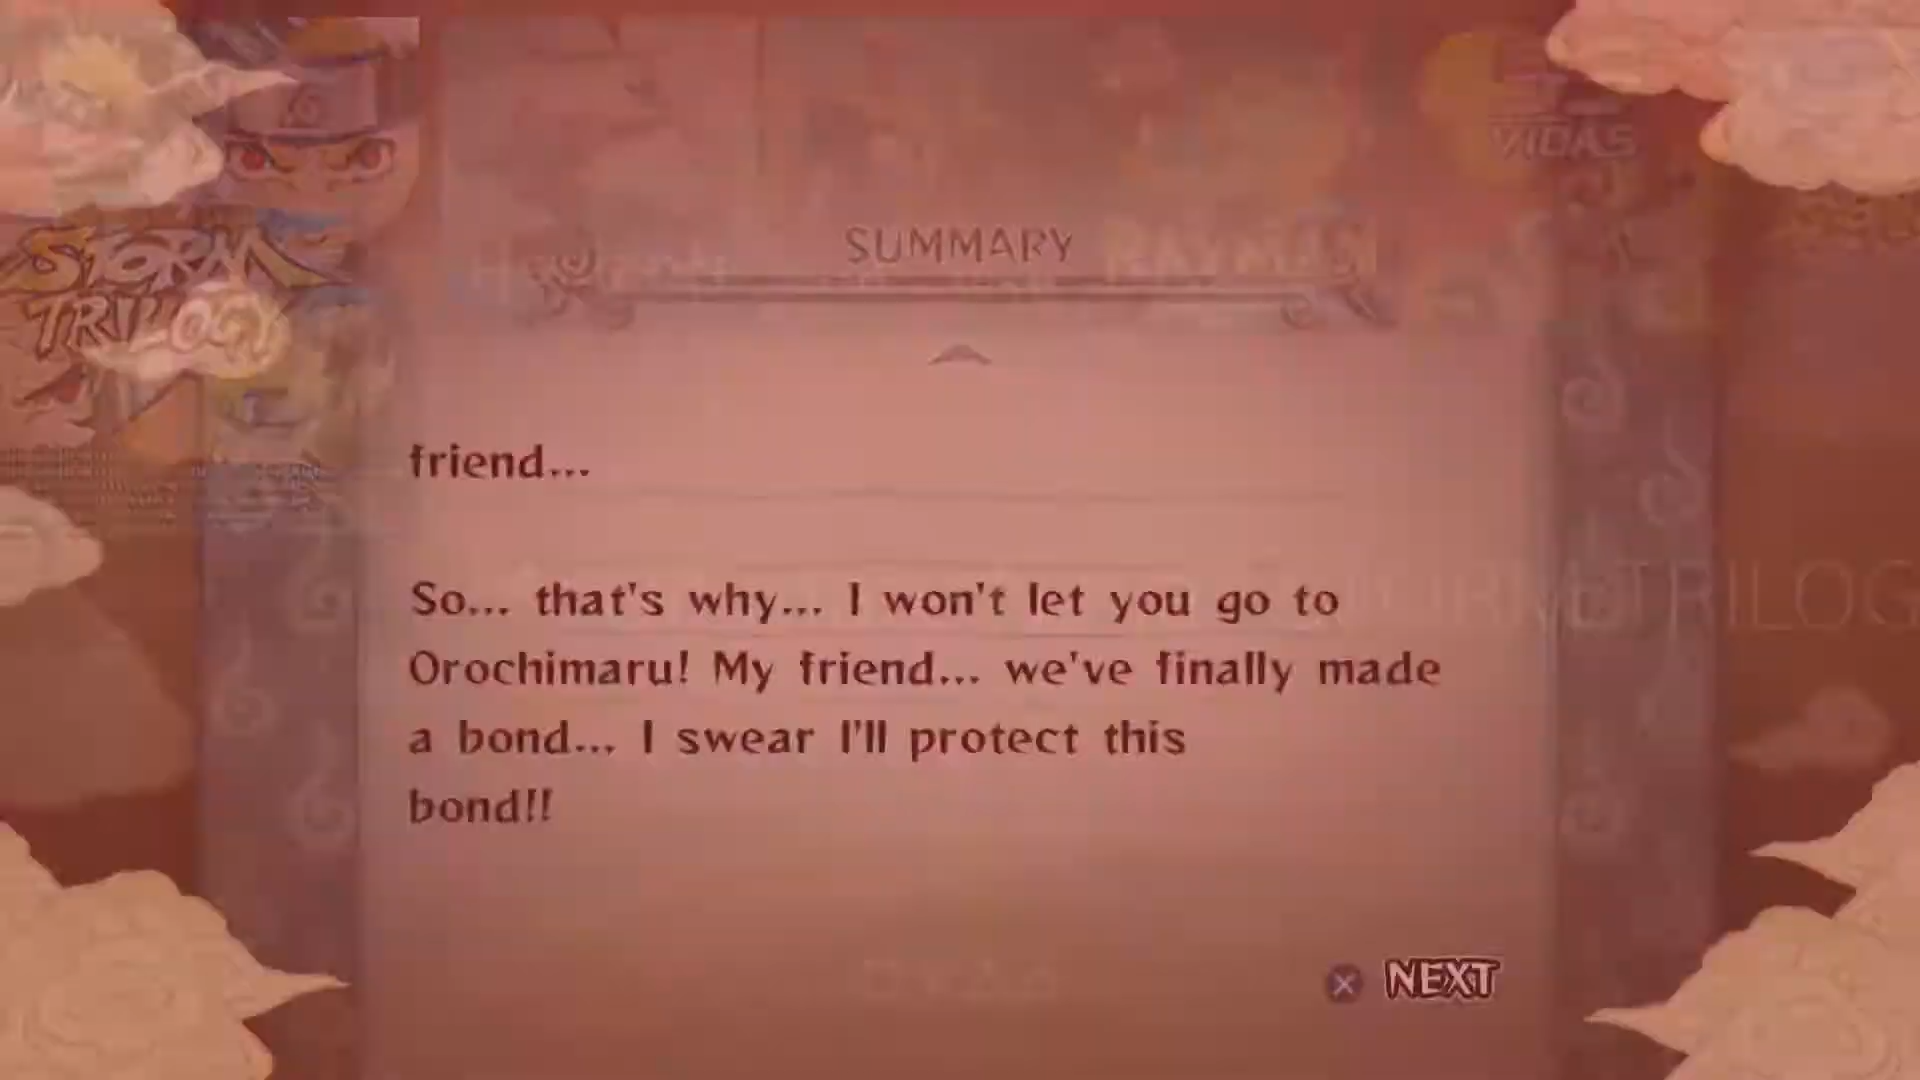 VIDAS
SUMMARY
STORM
TRILOGY
friend...
So... that's why... I won't let you go to
Orochimaru! My friend... we've finally made
a bond... I swear I'll protect this
bond!!
NEXT